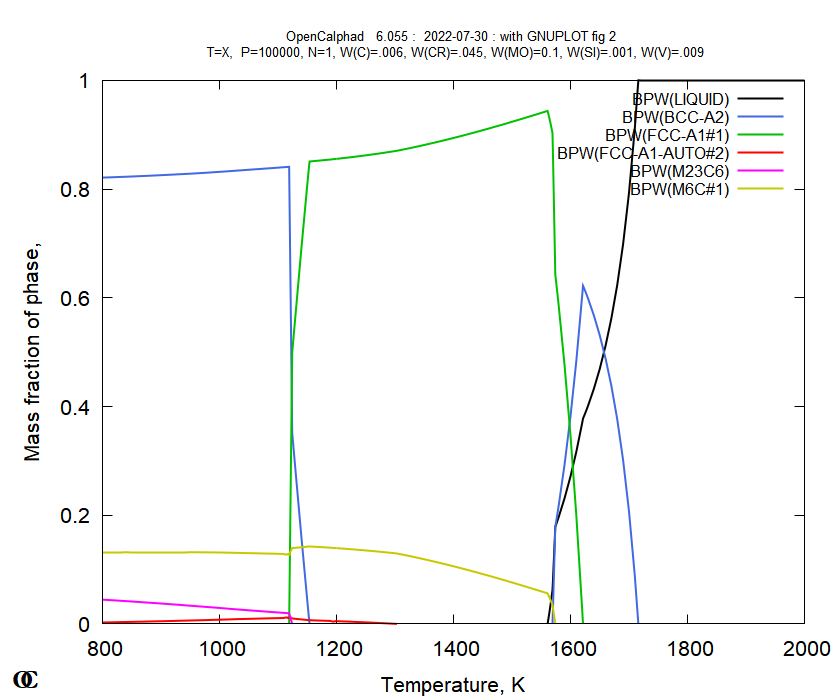 OpenCalphad 6.055 : 2022-07-30 : with GNUPLOT fig 2
T=X, P=100000, N=1, W(C)=.006, W(CR)=.045, W(MO)=0.1, W(SI)=.001, W(V)=.009
1
0.8
0.6
0.4
0.2
0
Mass fraction of phase,
BPW(LIQUID)
BPW(BCC-A2)
BPW(FCC-A1#1)
BPW(FCC-A1-AUTO#2)
BPW(M23C6)
BPW(M6C#1)
800 1000 1200 1400 1600 1800 2000
Temperature, K
OC